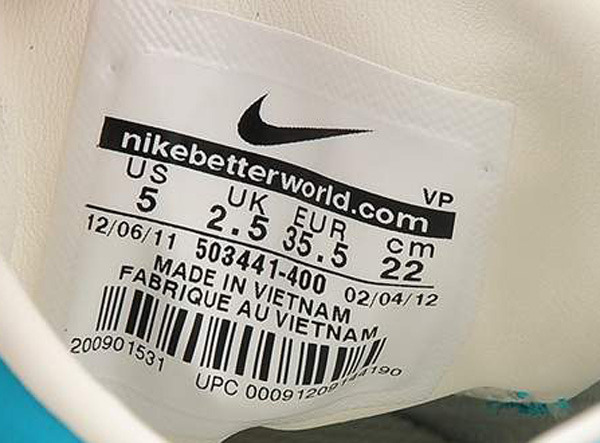 nikebetterworld.com
VP
US UK EUR cm
5 2.5 35.5 22
12/06/11 503441-400 02/04/12
MADE IN VIETNAM
FABRIQUE AU VIETNAM
200901531 UPC 00091209144190